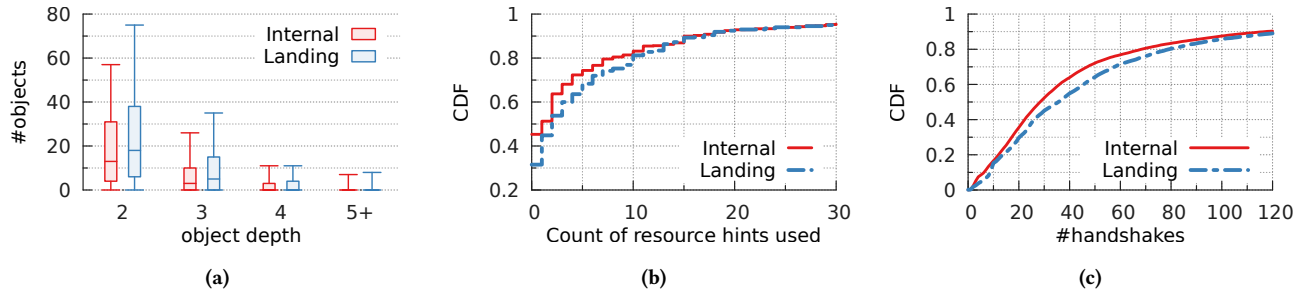 80
60
40
20
0
#objects
Internal
Landing
2 3 4 5+
object depth
(a)
1
0.8
0.6
0.4
0.2
CDF
Internal
Landing
0 10 20 30
Count of resource hints used
(b)
1
0.8
0.6
0.4
0.2
0
CDF
Internal
Landing
0 20 40 60 80 100 120
#handshakes
(c)